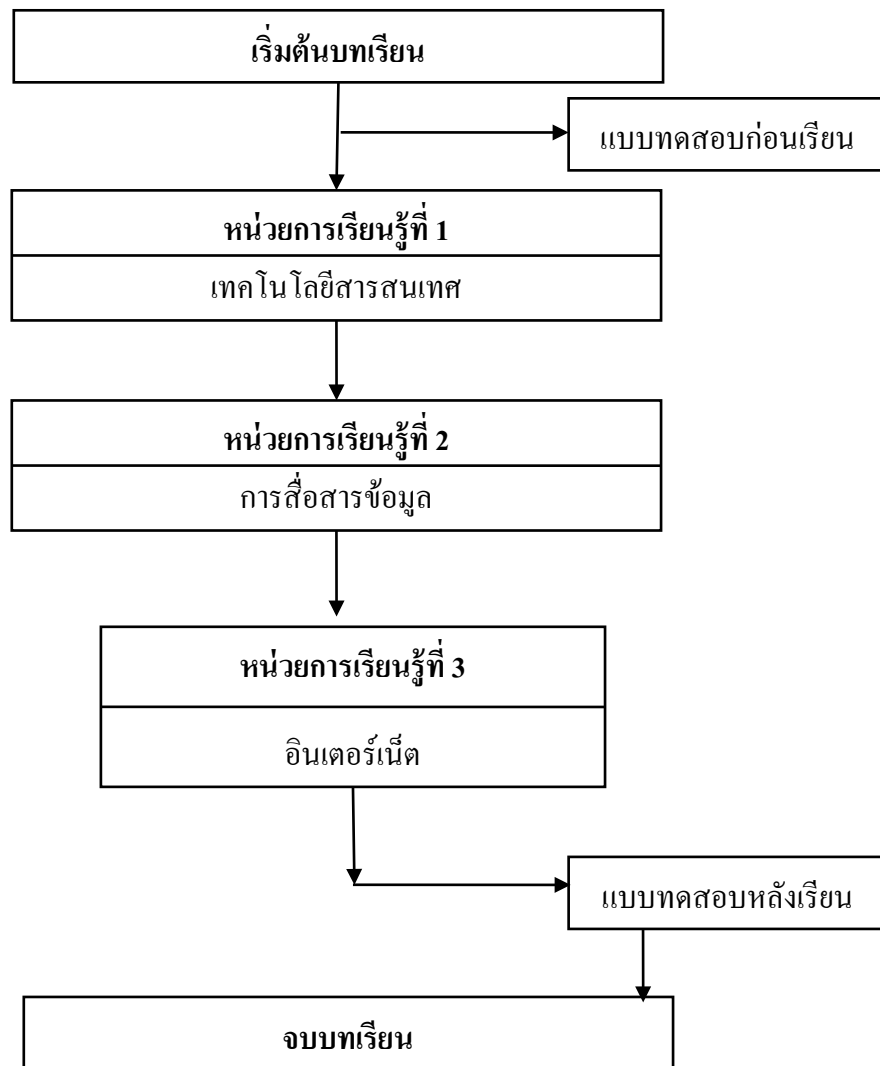 เริ่มต้นบทเรียน
แบบทดสอบก่อนเรียน
หน่วยการเรียนรู้ที่ 1
เทคโนโลยีสารสนเทศ
หน่วยการเรียนรู้ที่ 2
การสื่อสารข้อมูล
หน่วยการเรียนรู้ที่ 3
อินเตอร์เน็ต
แบบทดสอบหลังเรียน
จบบทเรียน